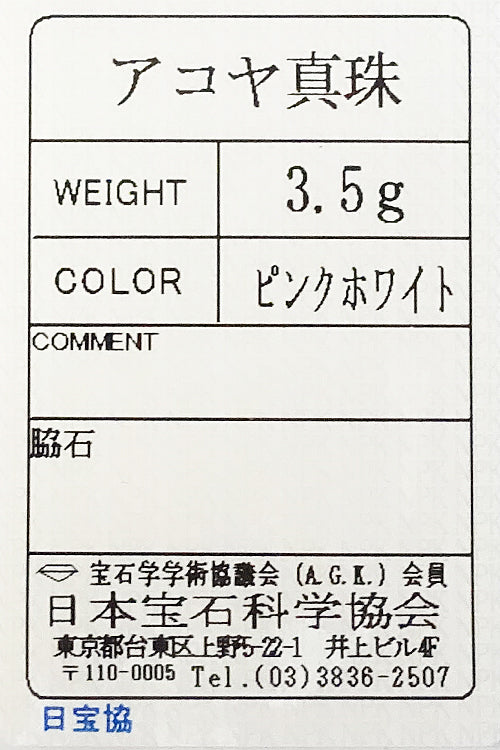 アコヤ真珠
WEIGHT 3.5g
COLOR ピンクホワイト
COMMENT
脇石
宝石学学術協議会 (A.G.K.) 会員
日本宝石科学協会
東京都台東区上野5-22-1 井上ビル4F
〒110-0005 Tel.(03)3836-2507
日宝協